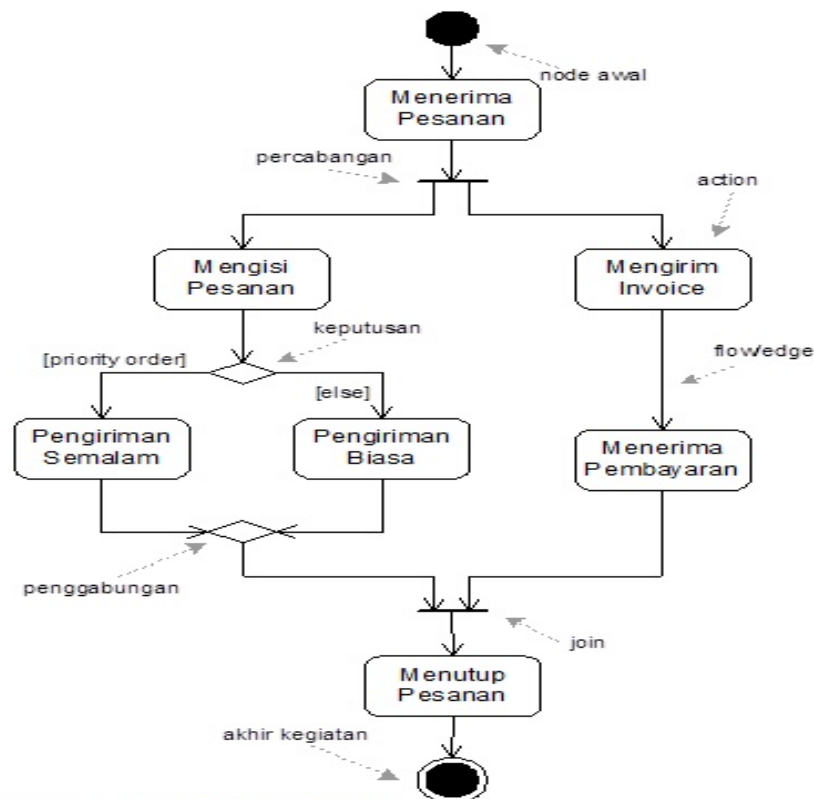 node awal
Menerima
Pesanan
percabangan
action
Mengisi
Pesanan
Mengirim
Invoice
keputusan
[priority order]
[else]
flow/edge
Pengiriman
Semalam
Pengiriman
Biasa
Menerima
Pembayaran
penggabungan
join
Menutup
Pesanan
akhir kegiatan